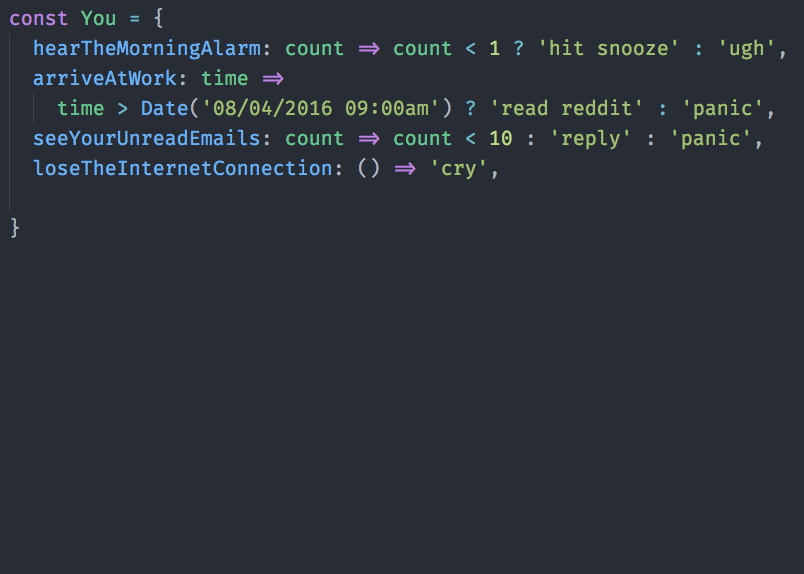 const You = {
  hearTheMorningAlarm: count => count < 1 ? 'hit snooze' : 'ugh',
  arriveAtWork: time =>
    time > Date('08/04/2016 09:00am') ? 'read reddit' : 'panic',
  seeYourUnreadEmails: count => count < 10 : 'reply' : 'panic',
  loseTheInternetConnection: () => 'cry',
}